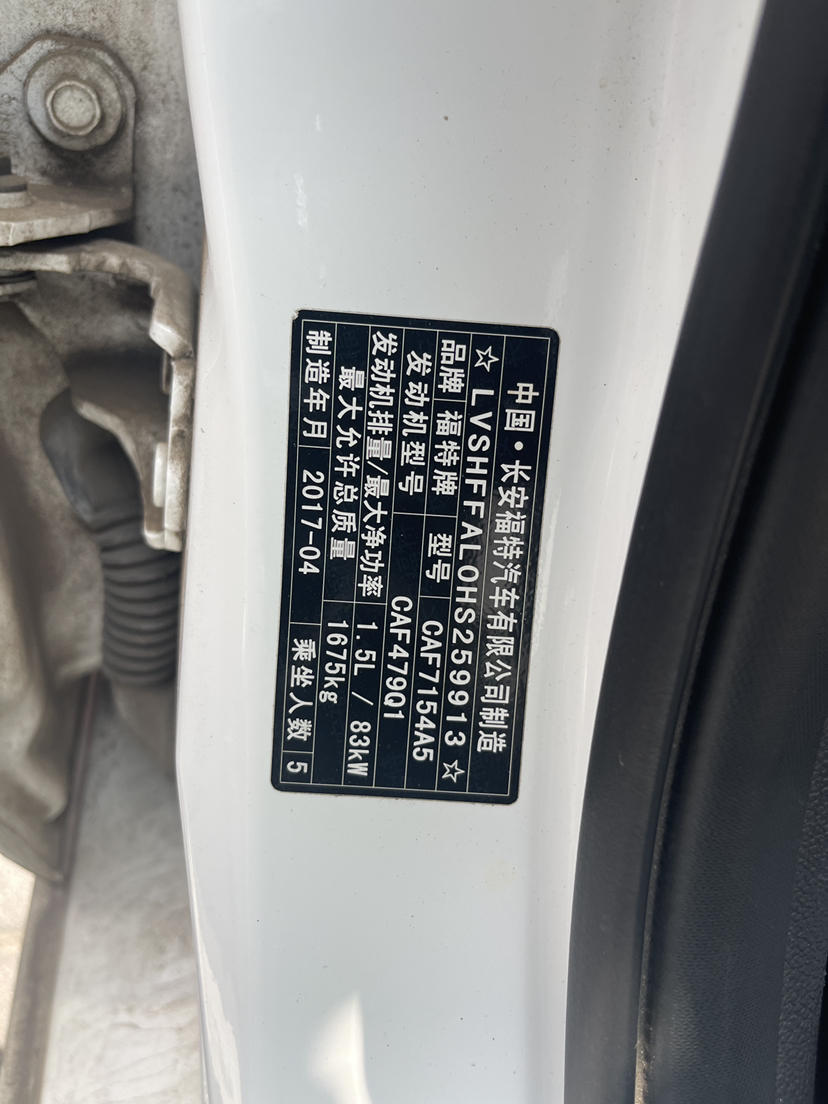 中国·长安福特汽车有限公司制造
☆LVSHFFAL0HS259913☆
品牌 福特牌 型号 CAF7154A5
发动机型号 CAF479Q1
发动机排量/最大净功率 1.5L / 83kW
最大允许总质量 1675kg
制造年月 2017-04 乘坐人数 5